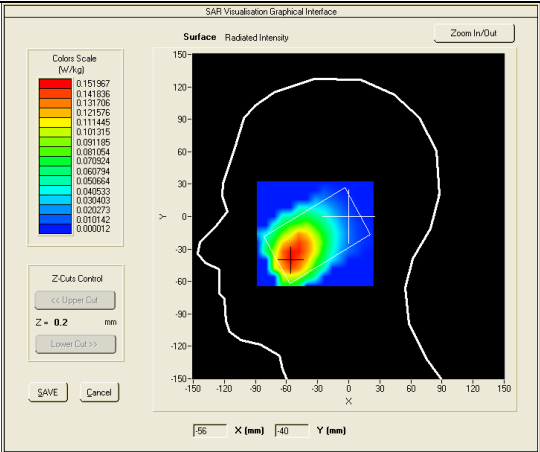 SAR Visualisation Graphical Interface
Surface Radiated Intensity
Zoom In/Out
Colors Scale
(W/kg)
0.151967
0.141836
0.131706
0.121576
0.111445
0.101315
0.091185
0.081054
0.070924
0.060794
0.050664
0.040533
0.030403
0.020273
0.010142
0.000012
150
120
90
60
30
0
-30
-60
-90
-120
-150
Y
-150 -120 -90 -60 -30 0 30 60 90 120 150
X
Z-Cuts Control
<< Upper Cut
Z = 0.2 mm
Lower Cut >>
SAVE Cancel
-56 X (mm) -40 Y (mm)